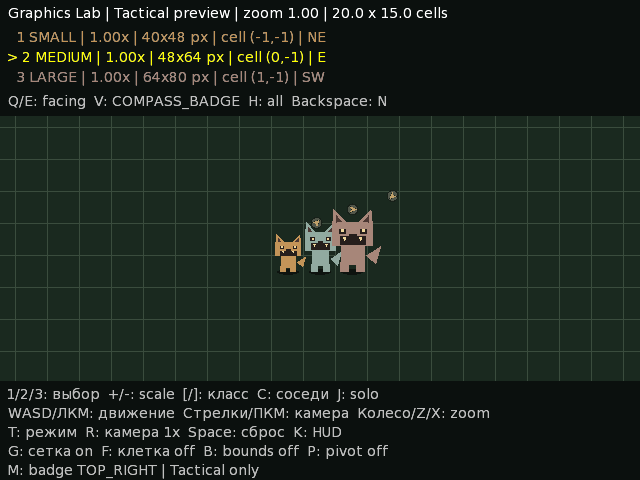 Graphics Lab | Tactical preview | zoom 1.00 | 20.0 x 15.0 cells
1 SMALL | 1.00x | 40x48 px | cell (-1,-1) | NE
> 2 MEDIUM | 1.00x | 48x64 px | cell (0,-1) | E
3 LARGE | 1.00x | 64x80 px | cell (1,-1) | SW
Q/E: facing  V: COMPASS_BADGE  H: all  Backspace: N
1/2/3: выбор  +/-: scale  [/]: класс  C: соседи  J: solo
WASD/ЛКМ: движение  Стрелки/ПКМ: камера  Колесо/Z/X: zoom
T: режим  R: камера 1x  Space: сброс  K: HUD
G: сетка on  F: клетка off  B: bounds off  P: pivot off
M: badge TOP_RIGHT | Tactical only